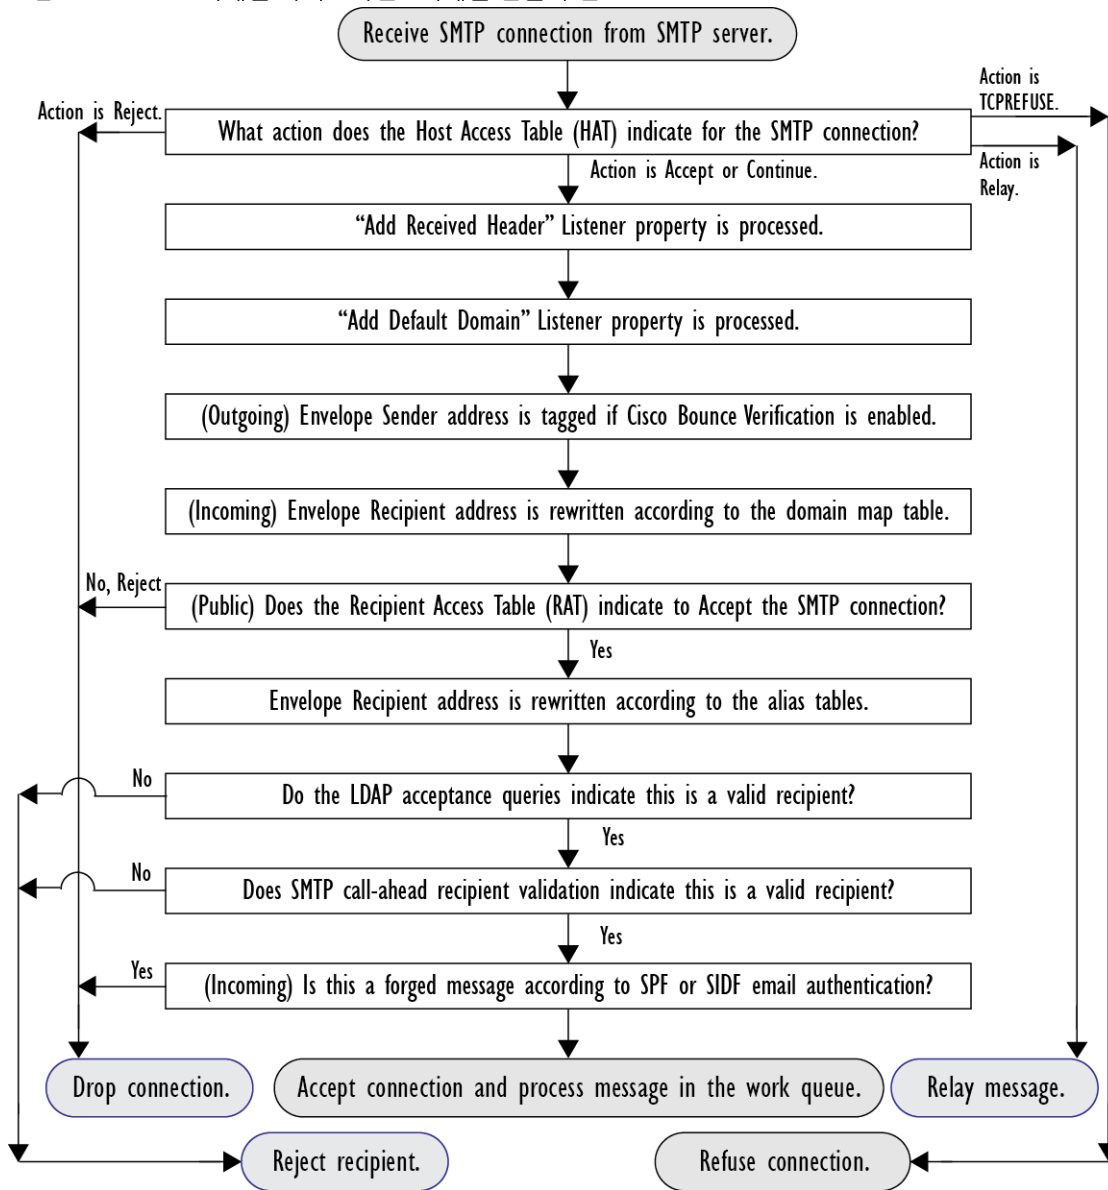 Receive SMTP connection from SMTP server.
Action is
TCPREFUSE.
Action is Reject.
What action does the Host Access Table (HAT) indicate for the SMTP connection?
Action is
Relay.
Action is Accept or Continue.
“Add Received Header” Listener property is processed.
“Add Default Domain” Listener property is processed.
(Outgoing) Envelope Sender address is tagged if Cisco Bounce Verification is enabled.
(Incoming) Envelope Recipient address is rewritten according to the domain map table.
No, Reject
(Public) Does the Recipient Access Table (RAT) indicate to Accept the SMTP connection?
Yes
Envelope Recipient address is rewritten according to the alias tables.
No
Do the LDAP acceptance queries indicate this is a valid recipient?
Yes
No
Does SMTP call-ahead recipient validation indicate this is a valid recipient?
Yes
Yes
(Incoming) Is this a forged message according to SPF or SIDF email authentication?
Drop connection.
Accept connection and process message in the work queue.
Relay message.
Reject recipient.
Refuse connection.